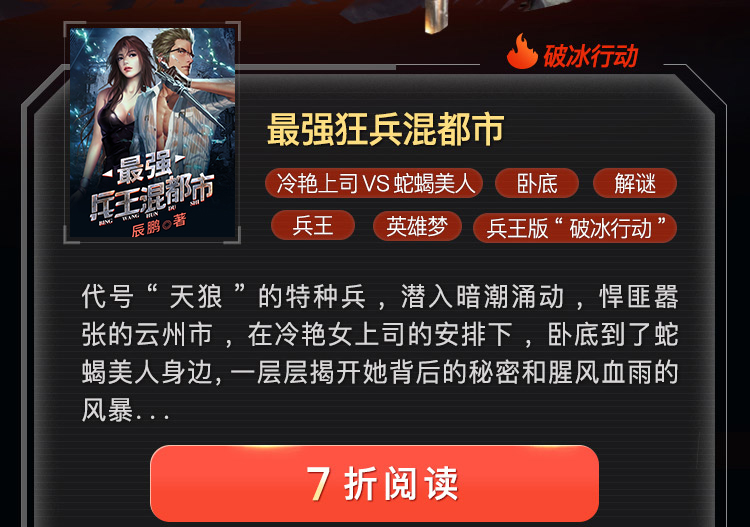 破冰行动
最强
兵王混都市
BING WANG HUN DU SHI
辰鹏◎著
最强狂兵混都市
冷艳上司 VS 蛇蝎美人
卧底
解谜
兵王
英雄梦
兵王版“破冰行动”
代号“天狼”的特种兵,潜入暗潮涌动,悍匪嚣
张的云州市,在冷艳女上司的安排下,卧底到了蛇
蝎美人身边,一层层揭开她背后的秘密和腥风血雨的
风暴...
7折阅读